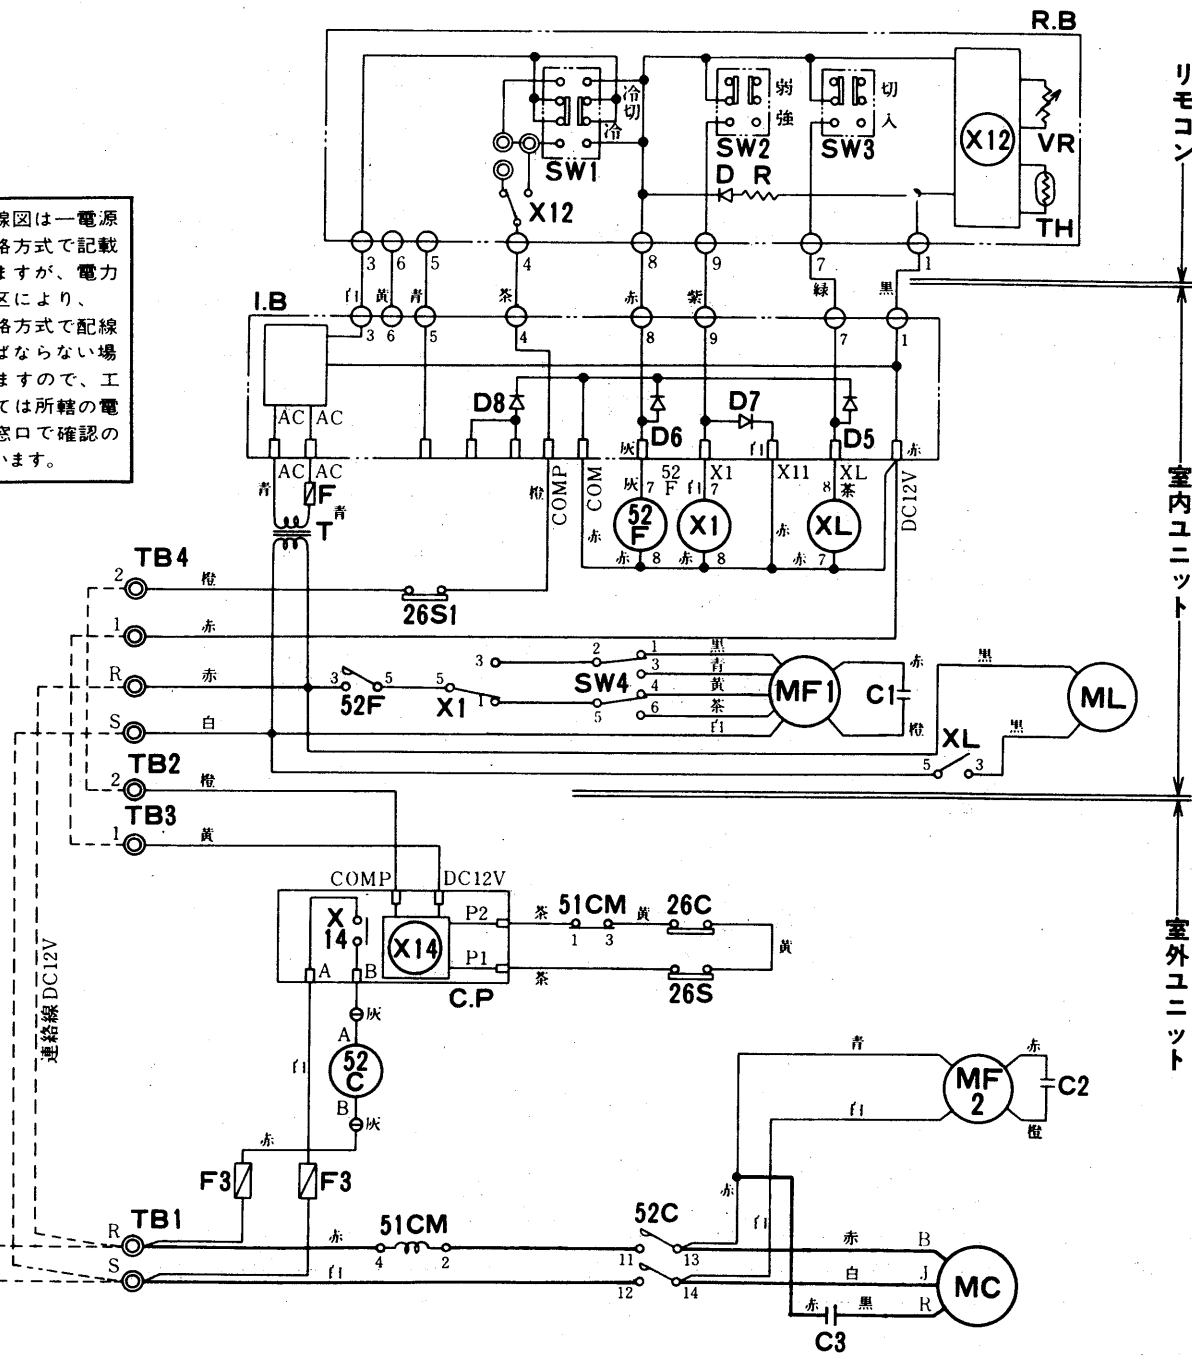 R.B
リモコン
冷
切
冷
SW1
弱
強
SW2
切
入
SW3
X12
VR
TH
D R
X12
3 6 5 4 8 9 7 1
白 黄 青 茶 赤 紫 緑 黒
I.B
3 6 5 4 8 9 7 1
線図は一電源
路方式で記載
ますが、電力
区により、
路方式で配線
ばならない場
ますので、工
ては所轄の電
窓口で確認の
います。
AC AC
D8 D6 D7 D5
灰 白 赤
AC AC
COMP COM 52F X1 X11 XL DC12V
青 F 青
T
橙 灰 7 白 7 8 茶
52F X1 XL
赤 赤 8 赤 8 赤 赤 7
室内ユニット
TB4
2 橙
26S1
1 赤
R 赤
3 5
52F
5
X1
3
1
2
SW4
5
1 黒
3 青
4 黄
6 茶
白
MF1
赤
C1
橙
黒
ML
黒
XL
5 3
S 白
TB2
2 橙
TB3
1 黄
COMP DC12V
X14
X14
P2
P1
A B
C.P
茶 51CM 黄 26C
1 3
黄
茶 26S
室外ユニット
連絡線DC12V
灰
A
52C
B
灰
白
赤
F3 F3
青
MF2
赤
C2
橙
白
TB1
R
赤 51CM
4 2
52C
11 13
赤
白
赤 B
S
白
12 14
白 J
MC
赤 黒 R
C3